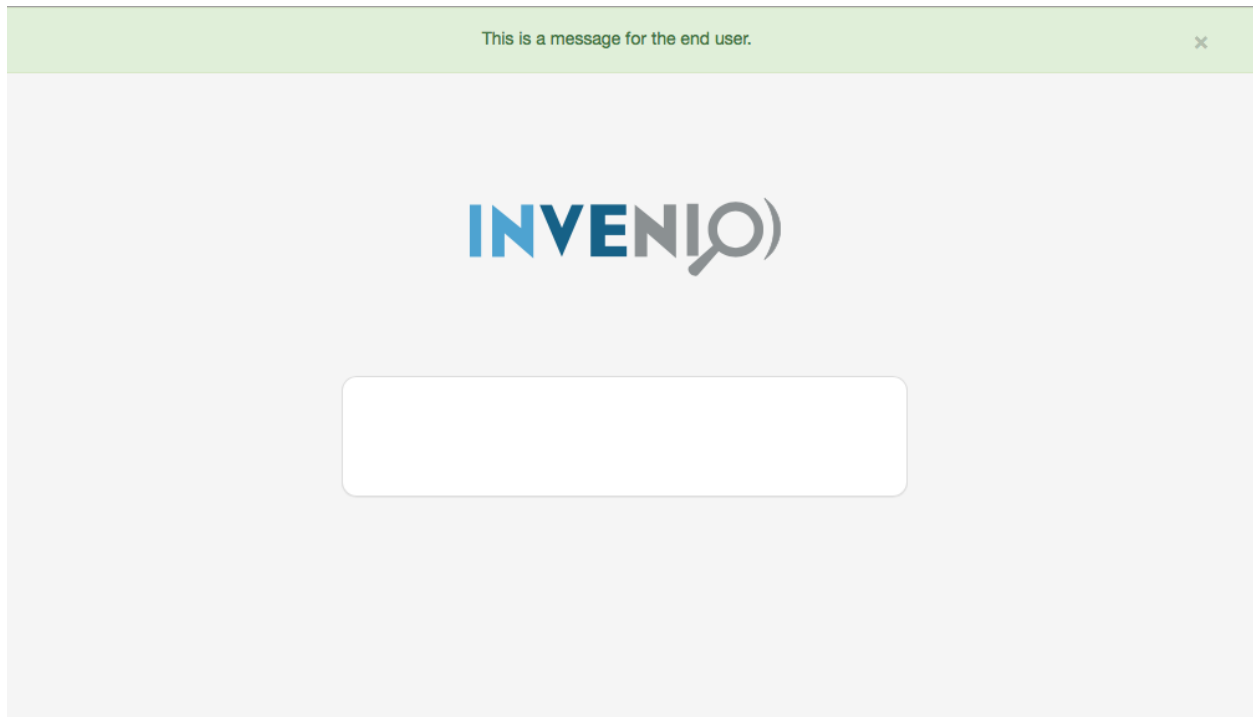 This is a message for the end user.
×
INVENIO